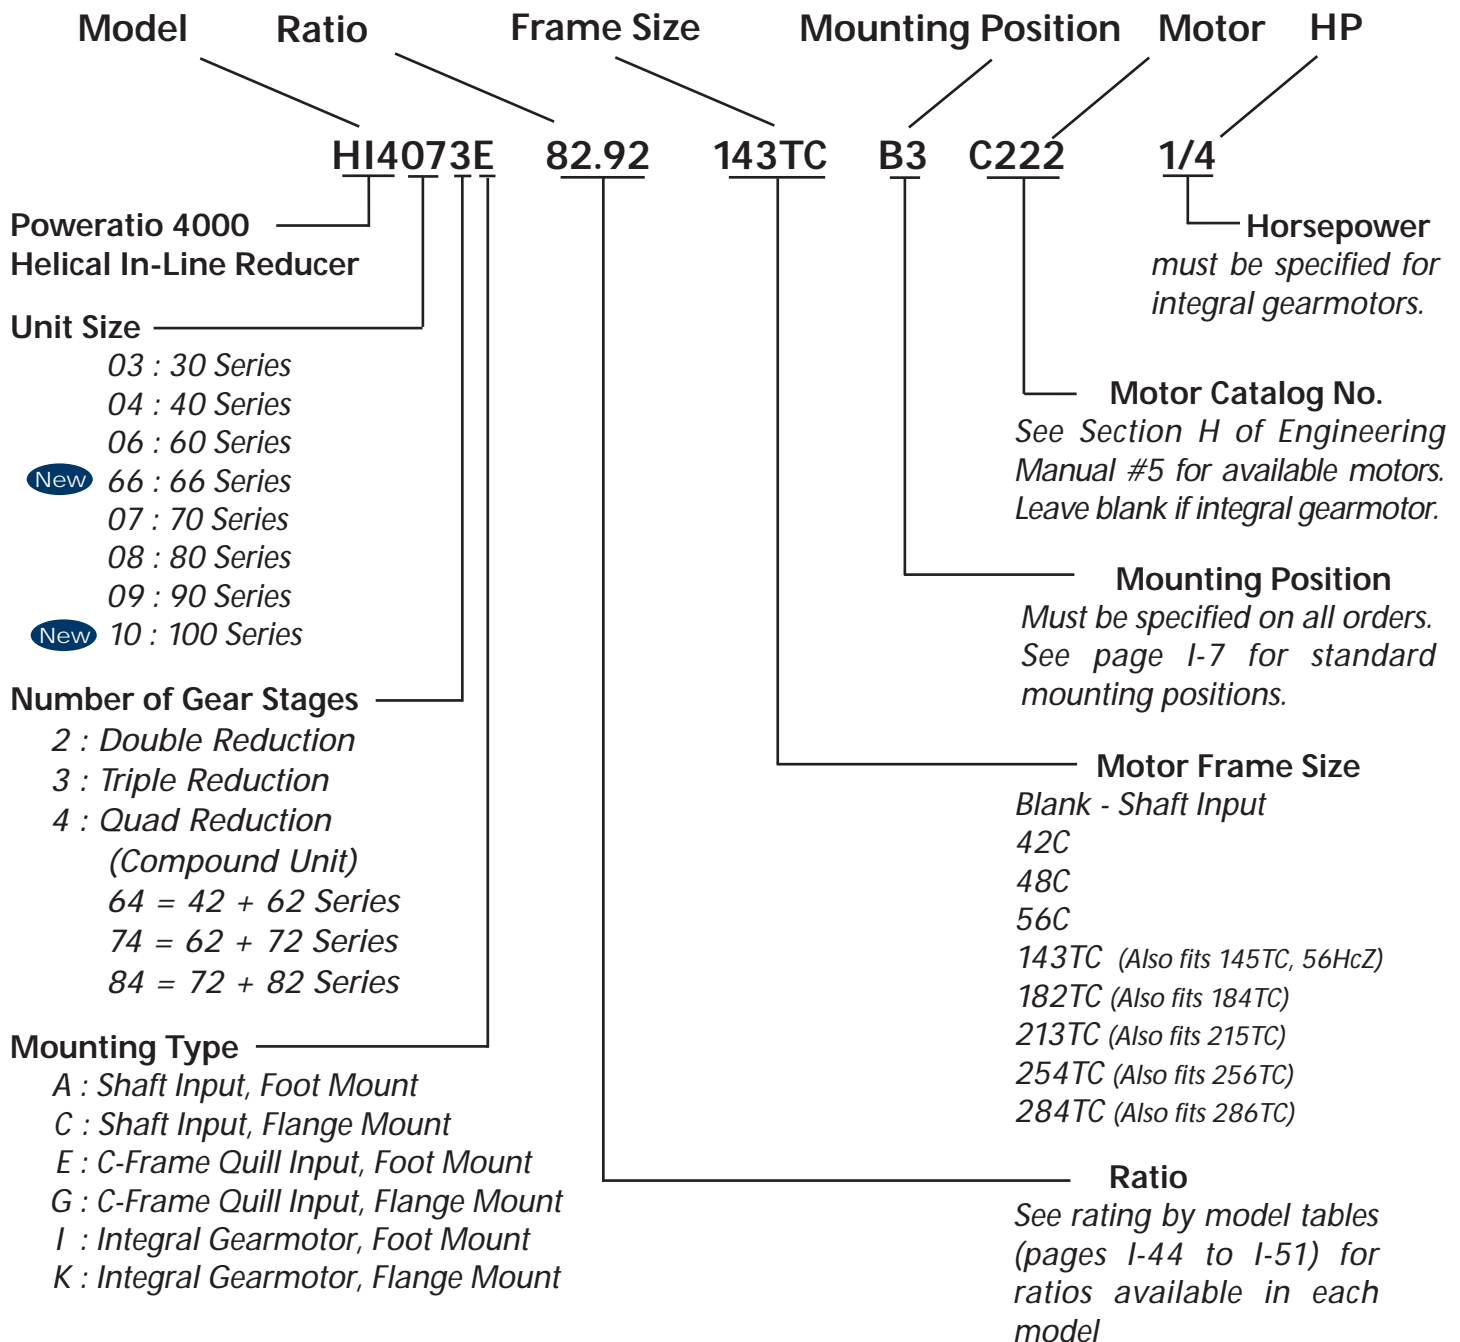 Model Ratio Frame Size Mounting Position Motor HP
HI4073E 82.92 143TC B3 C222 1/4
Poweratio 4000
Helical In-Line Reducer
Unit Size
03 : 30 Series
04 : 40 Series
06 : 60 Series
New 66 : 66 Series
07 : 70 Series
08 : 80 Series
09 : 90 Series
New 10 : 100 Series
Number of Gear Stages
2 : Double Reduction
3 : Triple Reduction
4 : Quad Reduction
(Compound Unit)
64 = 42 + 62 Series
74 = 62 + 72 Series
84 = 72 + 82 Series
Mounting Type
A : Shaft Input, Foot Mount
C : Shaft Input, Flange Mount
E : C-Frame Quill Input, Foot Mount
G : C-Frame Quill Input, Flange Mount
I : Integral Gearmotor, Foot Mount
K : Integral Gearmotor, Flange Mount
Horsepower
must be specified for
integral gearmotors.
Motor Catalog No.
See Section H of Engineering
Manual #5 for available motors.
Leave blank if integral gearmotor.
Mounting Position
Must be specified on all orders.
See page I-7 for standard
mounting positions.
Motor Frame Size
Blank - Shaft Input
42C
48C
56C
143TC (Also fits 145TC, 56HcZ)
182TC (Also fits 184TC)
213TC (Also fits 215TC)
254TC (Also fits 256TC)
284TC (Also fits 286TC)
Ratio
See rating by model tables
(pages I-44 to I-51) for
ratios available in each
model